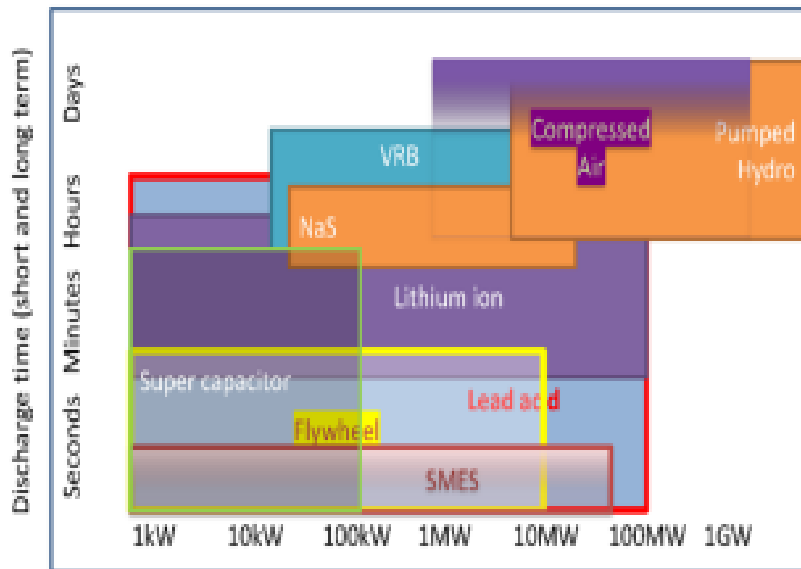 Discharge time (short and long term)
Days
Hours
Minutes
Seconds
Compressed
Air
Pumped
Hydro
VRB
NaS
Lithium ion
Super capacitor
Lead acid
Flywheel
SMES
1kW 10kW 100kW 1MW 10MW 100MW 1GW